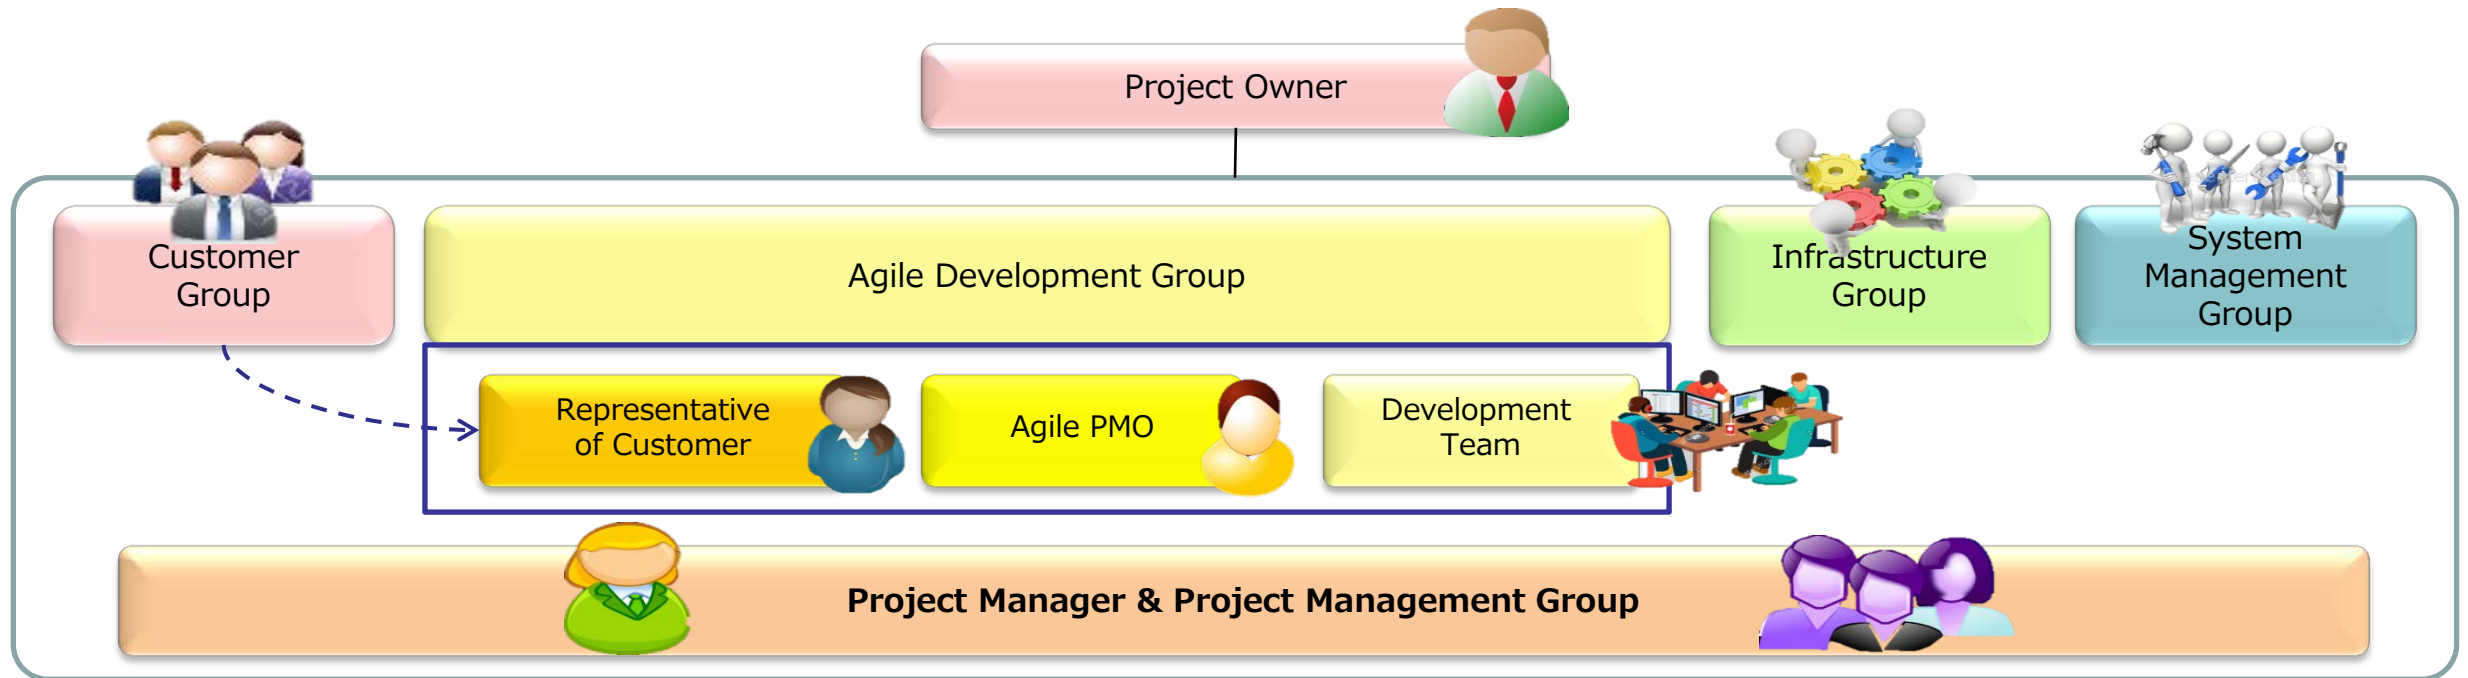 Project Owner
Customer
Group
Agile Development Group
Infrastructure
Group
System
Management
Group
Representative
of Customer
Agile PMO
Development
Team
Project Manager & Project Management Group